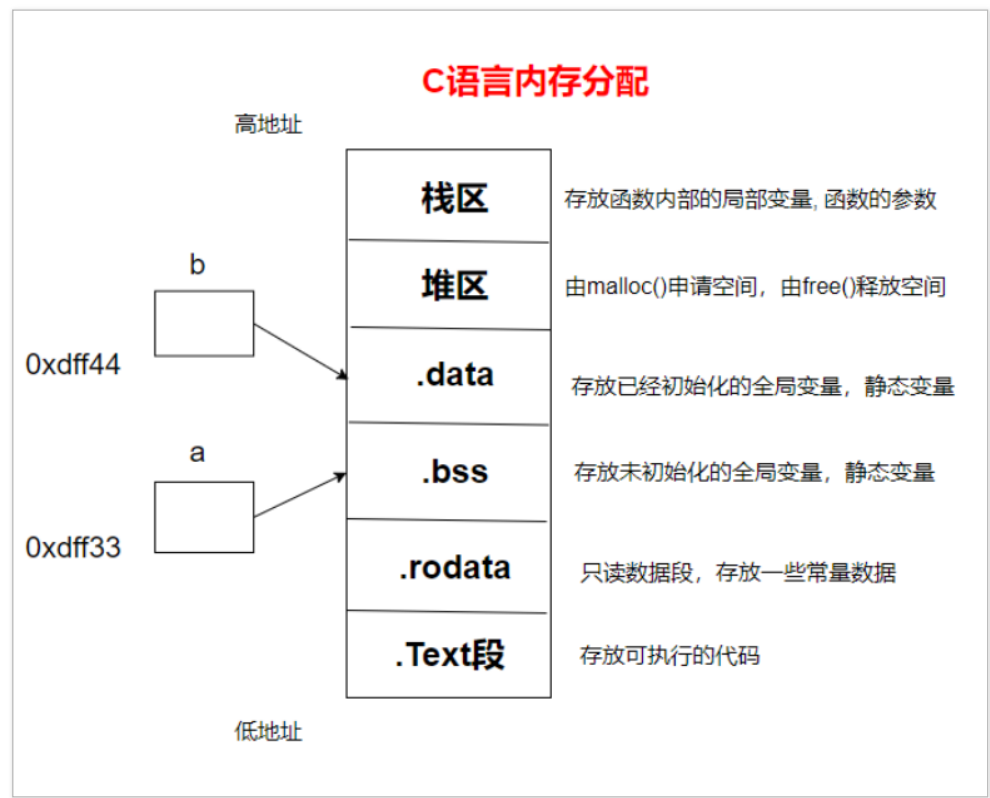 C语言内存分配
高地址
栈区
存放函数内部的局部变量, 函数的参数
b
堆区
由malloc()申请空间，由free()释放空间
0xdff44
.data
存放已经初始化的全局变量，静态变量
a
.bss
存放未初始化的全局变量，静态变量
0xdff33
.rodata
只读数据段，存放一些常量数据
.Text段
存放可执行的代码
低地址